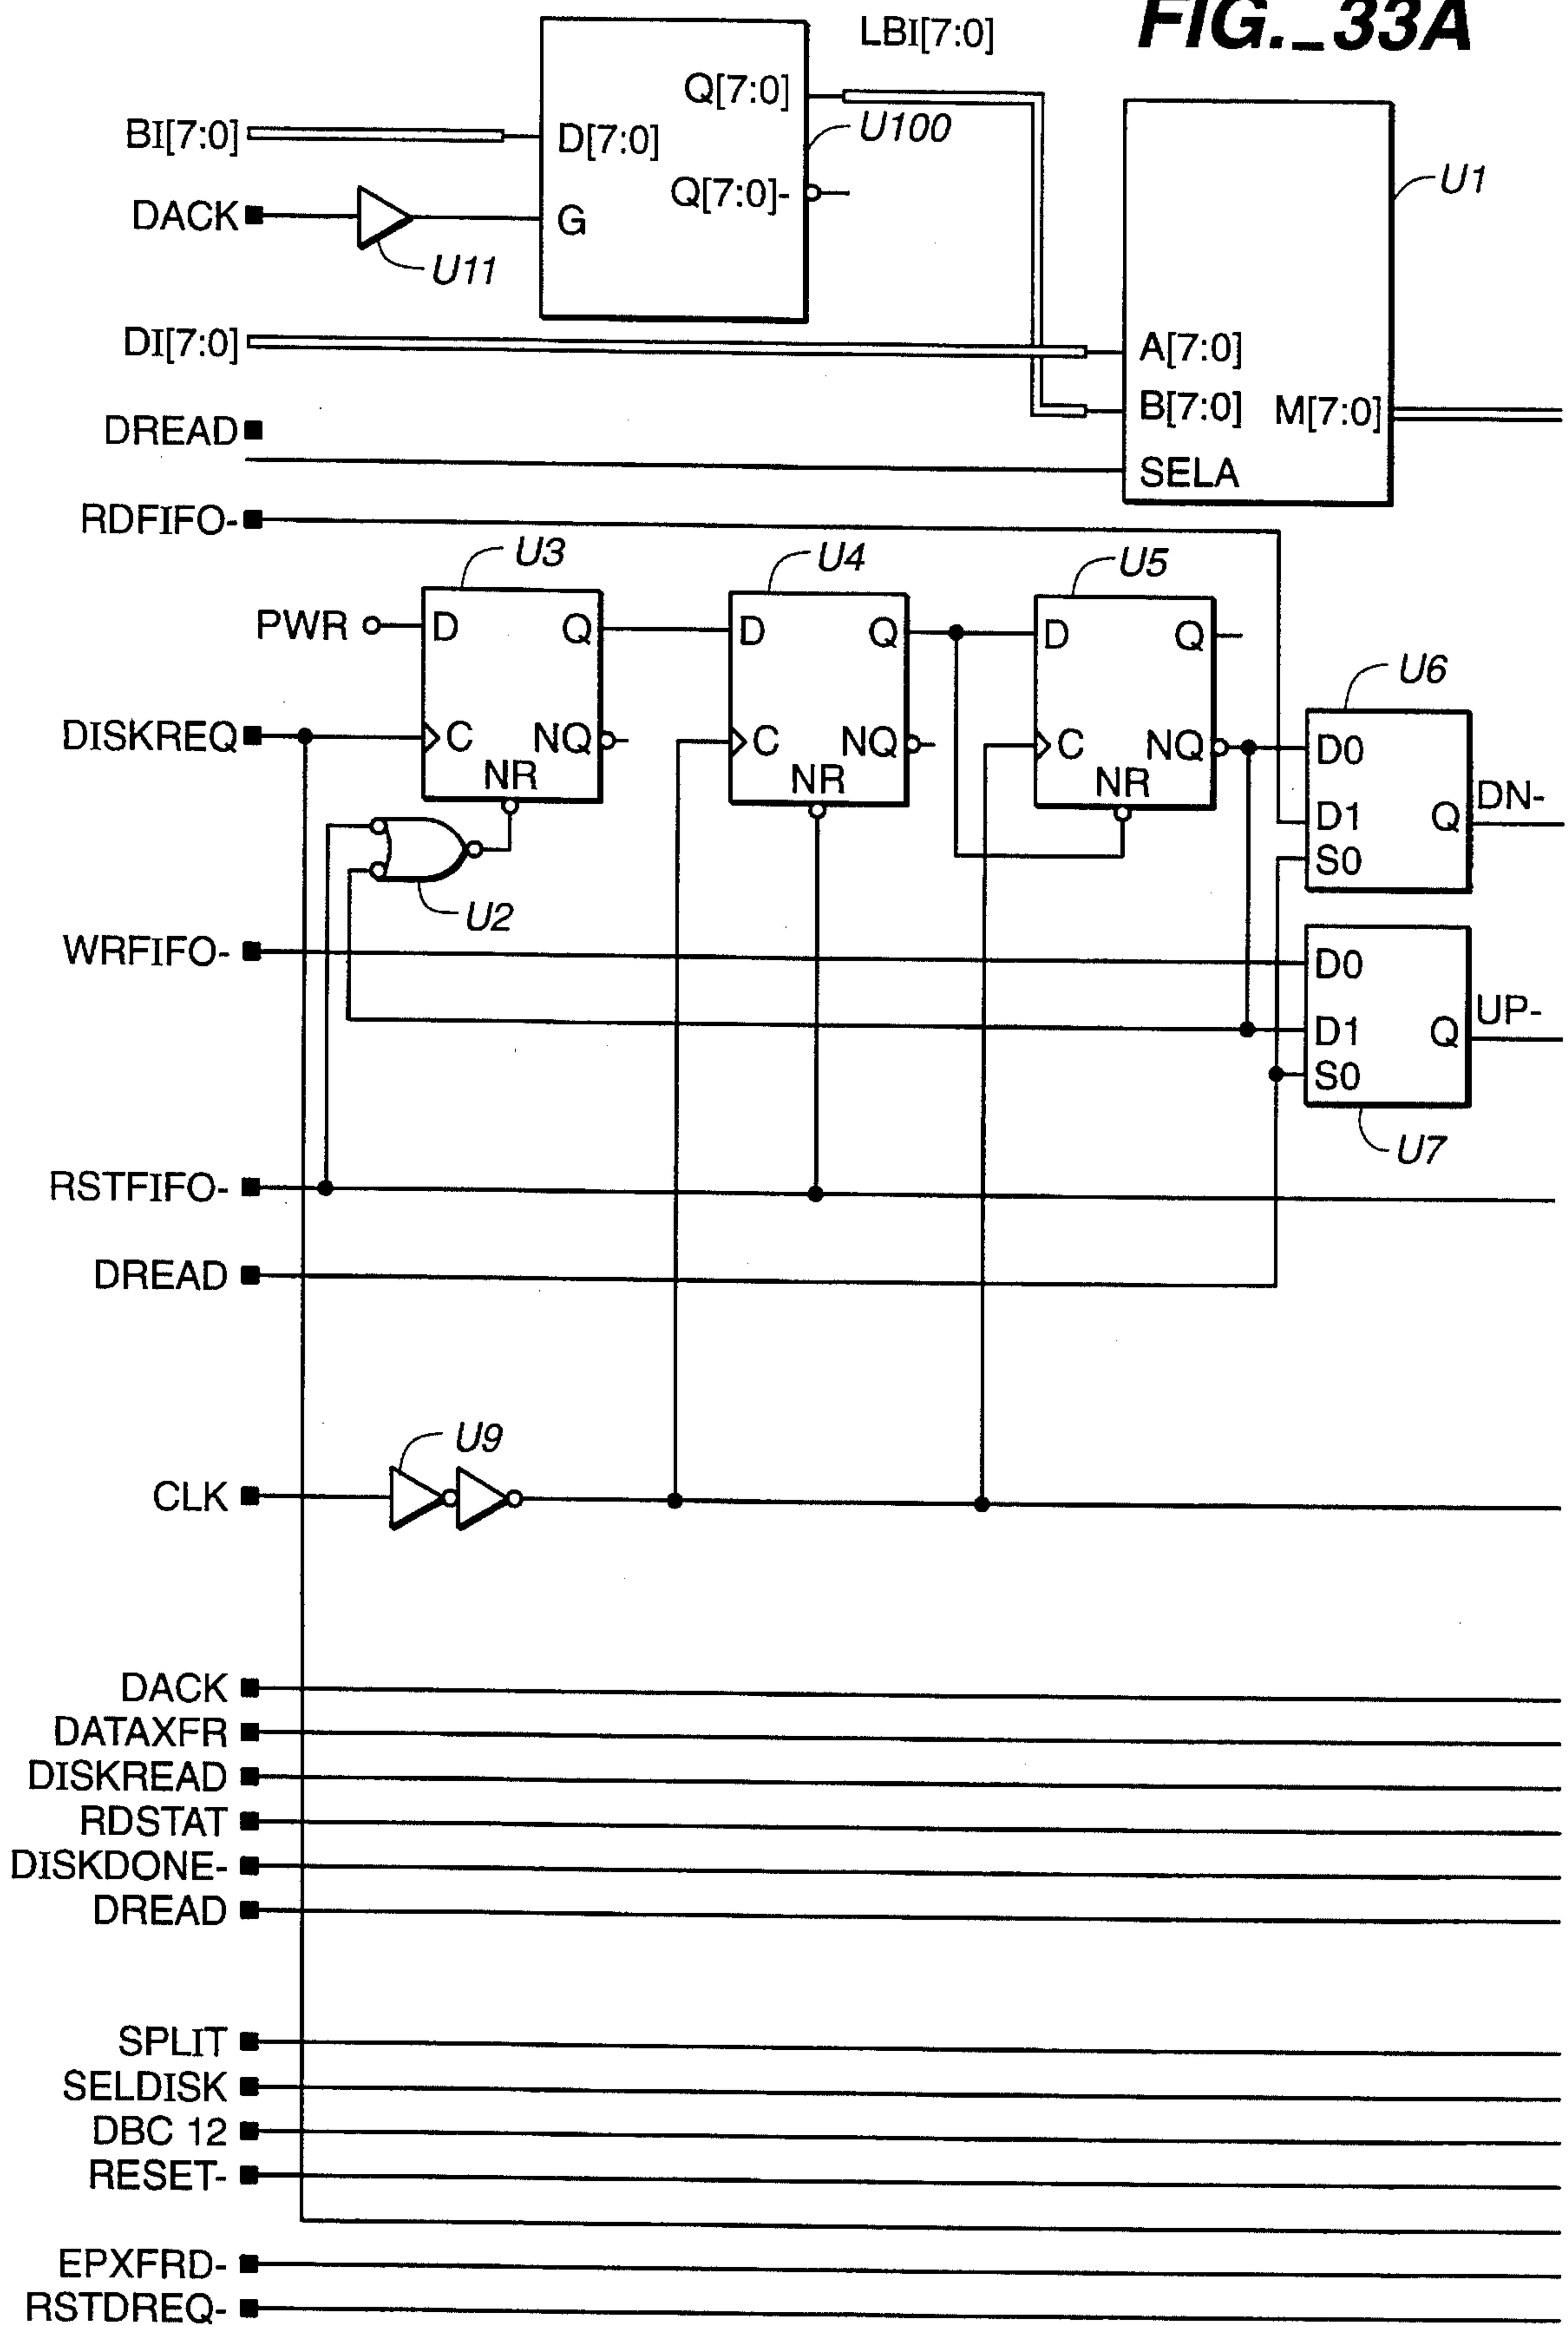 FIG._33A
LBI[7:0]
BI[7:0]
D[7:0]
Q[7:0]
Q[7:0]-
U100
DACK
G
U11
U1
DI[7:0]
A[7:0]
B[7:0]
M[7:0]
DREAD
SELA
RDFIFO-
U3
U4
U5
PWR
D
Q
D
Q
D
Q
U6
DISKREQ
C
NQ
NR
C
NQ
NR
C
NQ
NR
D0
D1
S0
Q
DN-
U2
WRFIFO-
D0
D1
S0
Q
UP-
U7
RSTFIFO-
DREAD
U9
CLK
DACK
DATAXFR
DISKREAD
RDSTAT
DISKDONE-
DREAD
SPLIT
SELDISK
DBC 12
RESET-
EPXFRD-
RSTDREQ-